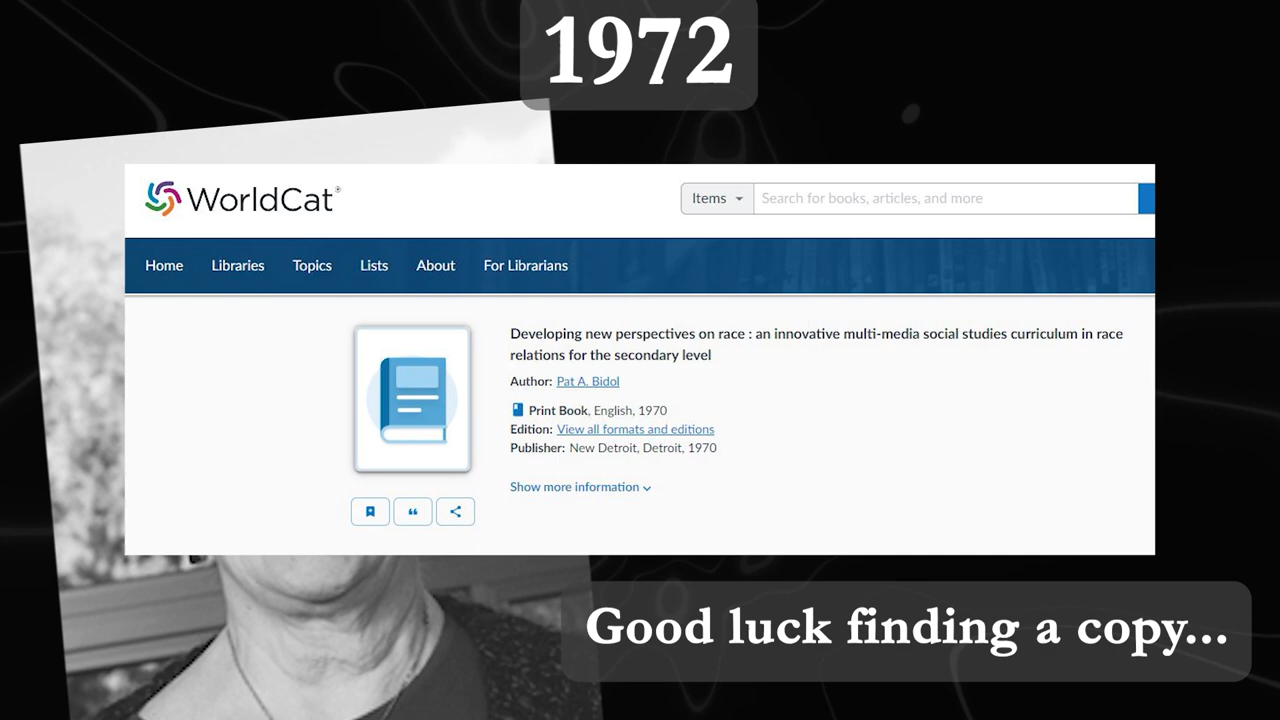 1972
WorldCat®
Items
Search for books, articles, and more
Home Libraries Topics Lists About For Librarians
Developing new perspectives on race : an innovative multi-media social studies curriculum in race
relations for the secondary level
Author: Pat A. Bidol
Print Book, English, 1970
Edition: View all formats and editions
Publisher: New Detroit, Detroit, 1970
Show more information
Good luck finding a copy...